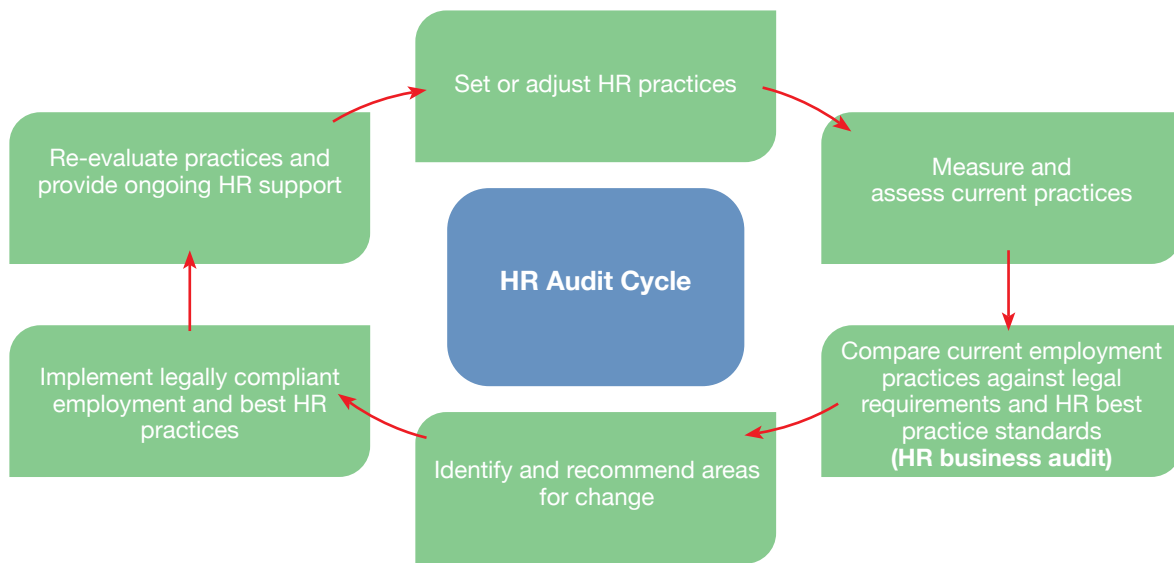 Set or adjust HR practices
Measure and
assess current practices
Compare current employment
practices against legal
requirements and HR best
practice standards
(HR business audit)
Identify and recommend areas
for change
Implement legally compliant
employment and best HR
practices
Re-evaluate practices and
provide ongoing HR support
HR Audit Cycle